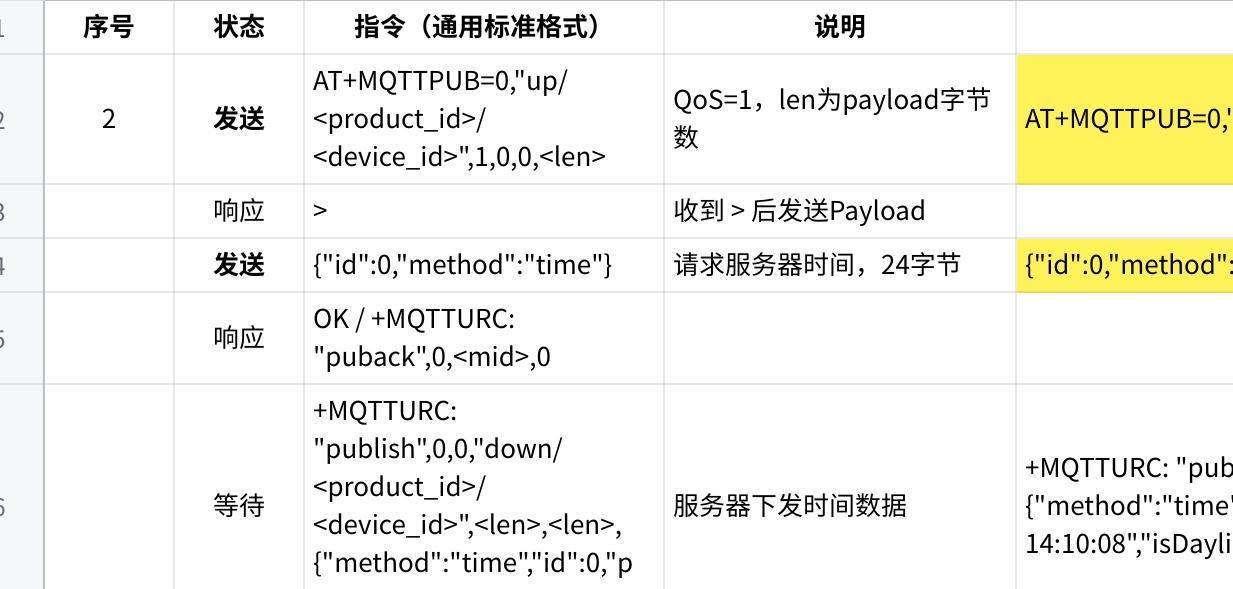 1 序号 状态 指令（通用标准格式） 说明
2 2 发送 AT+MQTTPUB=0,"up/
<product_id>/
<device_id>",1,0,0,<len>
QoS=1，len为payload字节
数
AT+MQTTPUB=0,"
3 响应 > 收到 > 后发送Payload
4 发送 {"id":0,"method":"time"} 请求服务器时间，24字节 {"id":0,"method":
5 响应 OK / +MQTTURC:
"puback",0,<mid>,0
6 等待 +MQTTURC:
"publish",0,0,"down/
<product_id>/
<device_id>",<len>,<len>,
{"method":"time","id":0,"p
服务器下发时间数据
+MQTTURC: "pub
{"method":"time"
14:10:08","isDayli